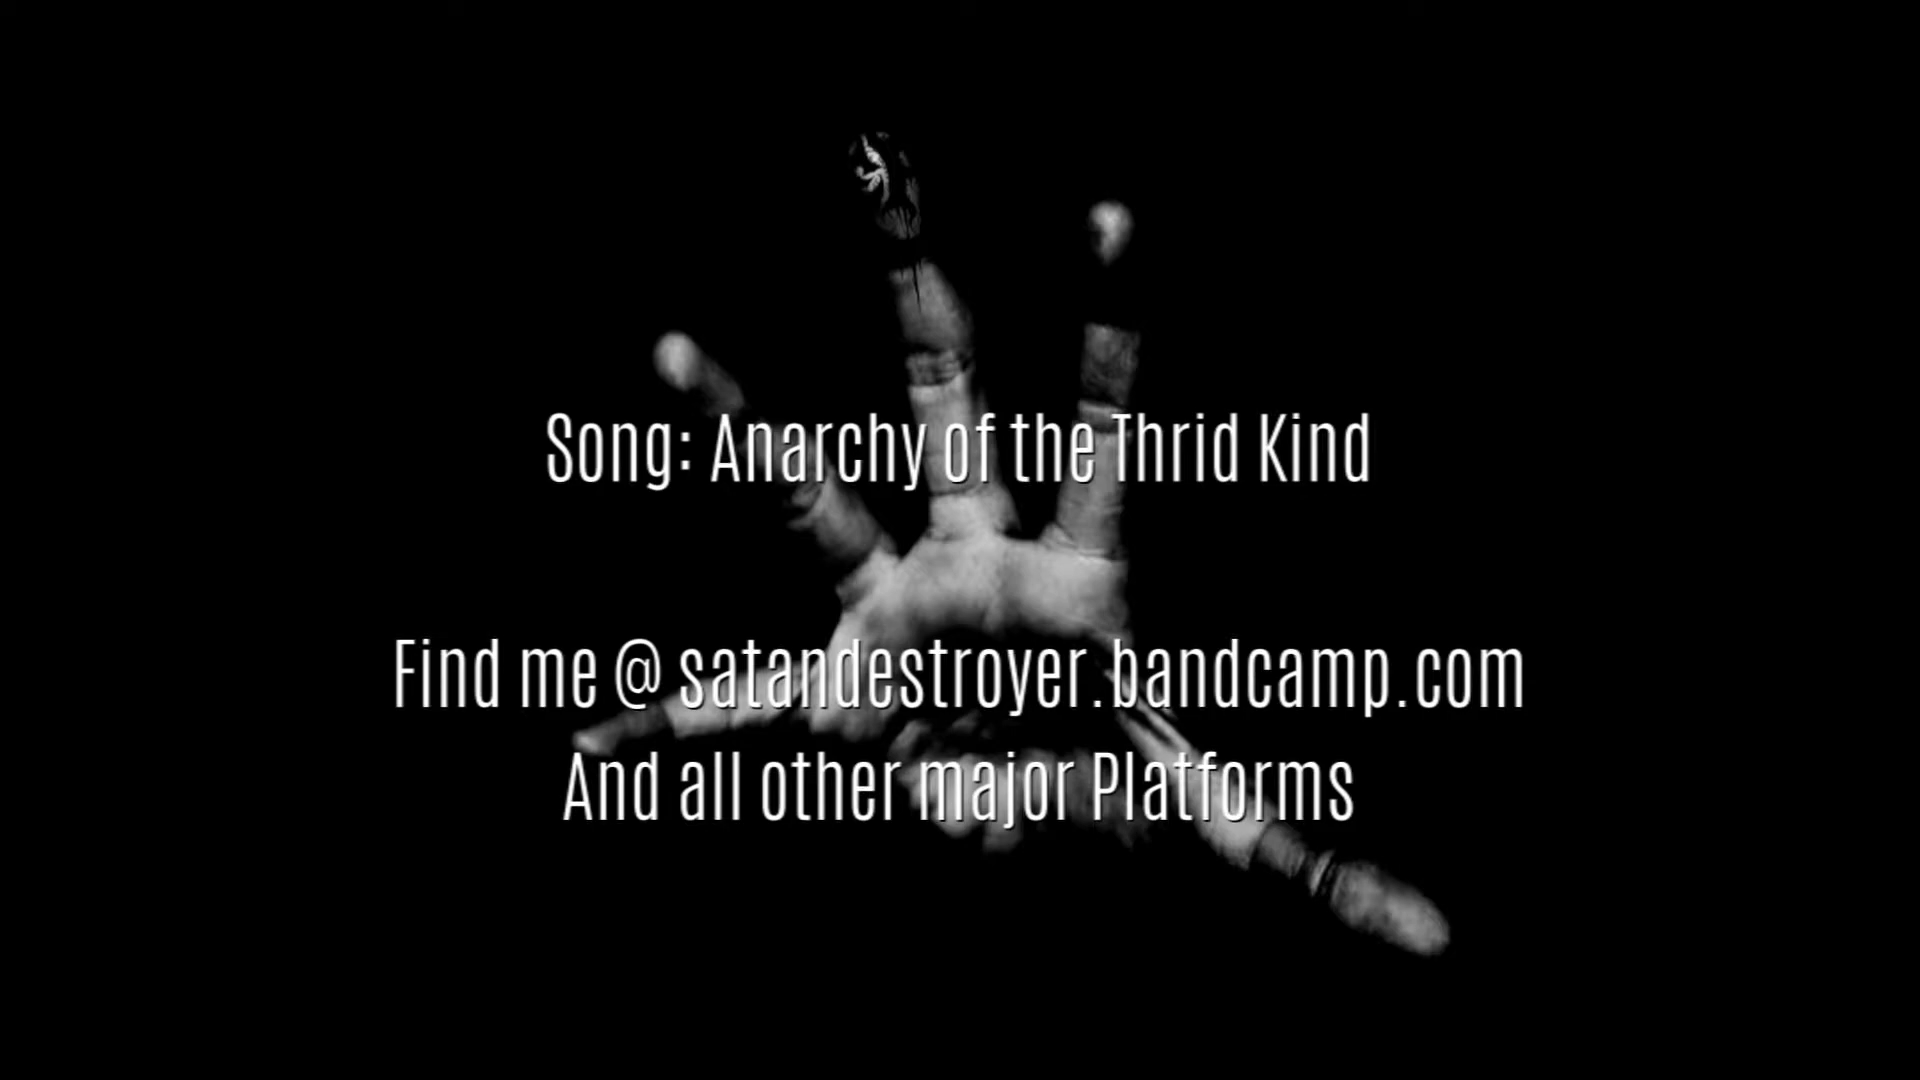 Song: Anarchy of the Thrid Kind
Find me @ satandestroyer.bandcamp.com
And all other major Platforms